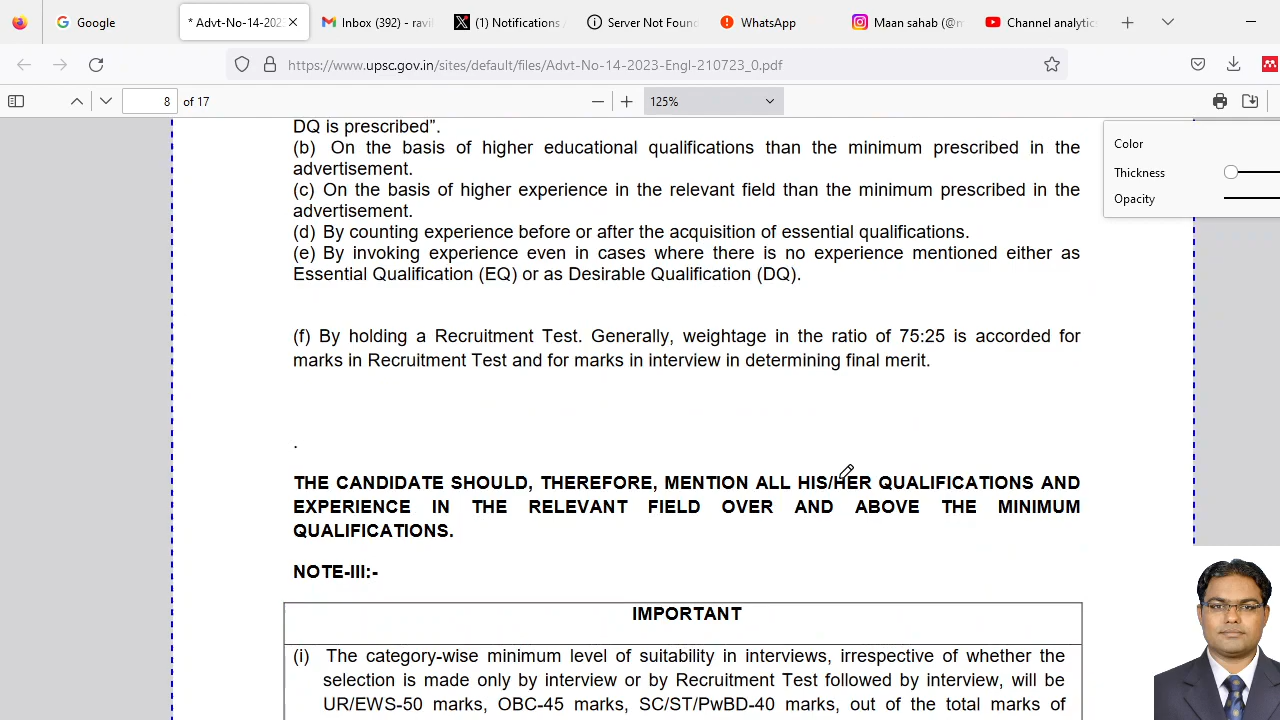 Google
* Advt-No-14-202
Inbox (392) - ravi
(1) Notifications
Server Not Foun
WhatsApp
Maan sahab (@m
Channel analytic
https://www.upsc.gov.in/sites/default/files/Advt-No-14-2023-Engl-210723_0.pdf
8 of 17
125%
Color
Thickness
Opacity
DQ is prescribed”.
(b) On the basis of higher educational qualifications than the minimum prescribed in the
advertisement.
(c) On the basis of higher experience in the relevant field than the minimum prescribed in the
advertisement.
(d) By counting experience before or after the acquisition of essential qualifications.
(e) By invoking experience even in cases where there is no experience mentioned either as
Essential Qualification (EQ) or as Desirable Qualification (DQ).
(f) By holding a Recruitment Test. Generally, weightage in the ratio of 75:25 is accorded for
marks in Recruitment Test and for marks in interview in determining final merit.
.
THE CANDIDATE SHOULD, THEREFORE, MENTION ALL HIS/HER QUALIFICATIONS AND
EXPERIENCE IN THE RELEVANT FIELD OVER AND ABOVE THE MINIMUM
QUALIFICATIONS.
NOTE-III:-
IMPORTANT
(i) The category-wise minimum level of suitability in interviews, irrespective of whether the
selection is made only by interview or by Recruitment Test followed by interview, will be
UR/EWS-50 marks, OBC-45 marks, SC/ST/PwBD-40 marks, out of the total marks of